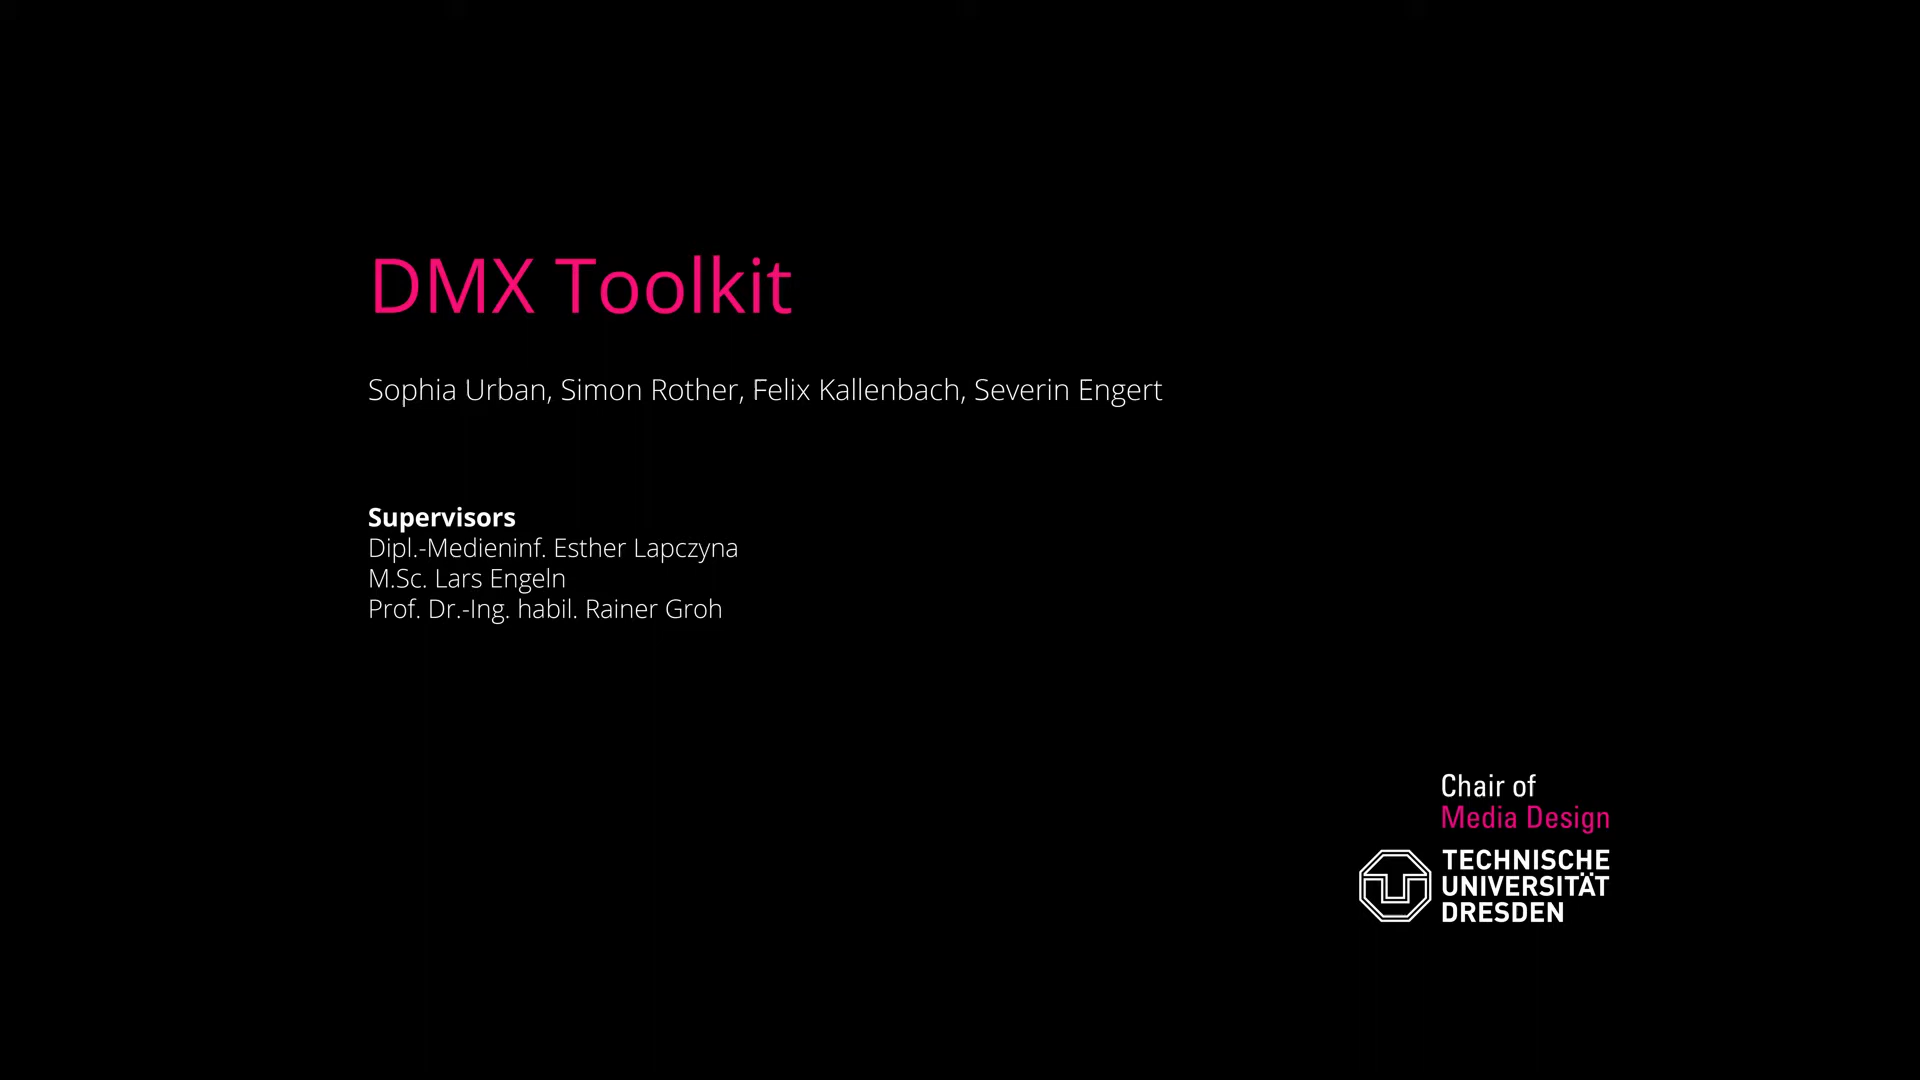 DMX Toolkit
Sophia Urban, Simon Rother, Felix Kallenbach, Severin Engert
Supervisors
Dipl.-Medieninf. Esther Lapczyna
M.Sc. Lars Engeln
Prof. Dr.-Ing. habil. Rainer Groh
Chair of
Media Design
TECHNISCHE
UNIVERSITÄT
DRESDEN